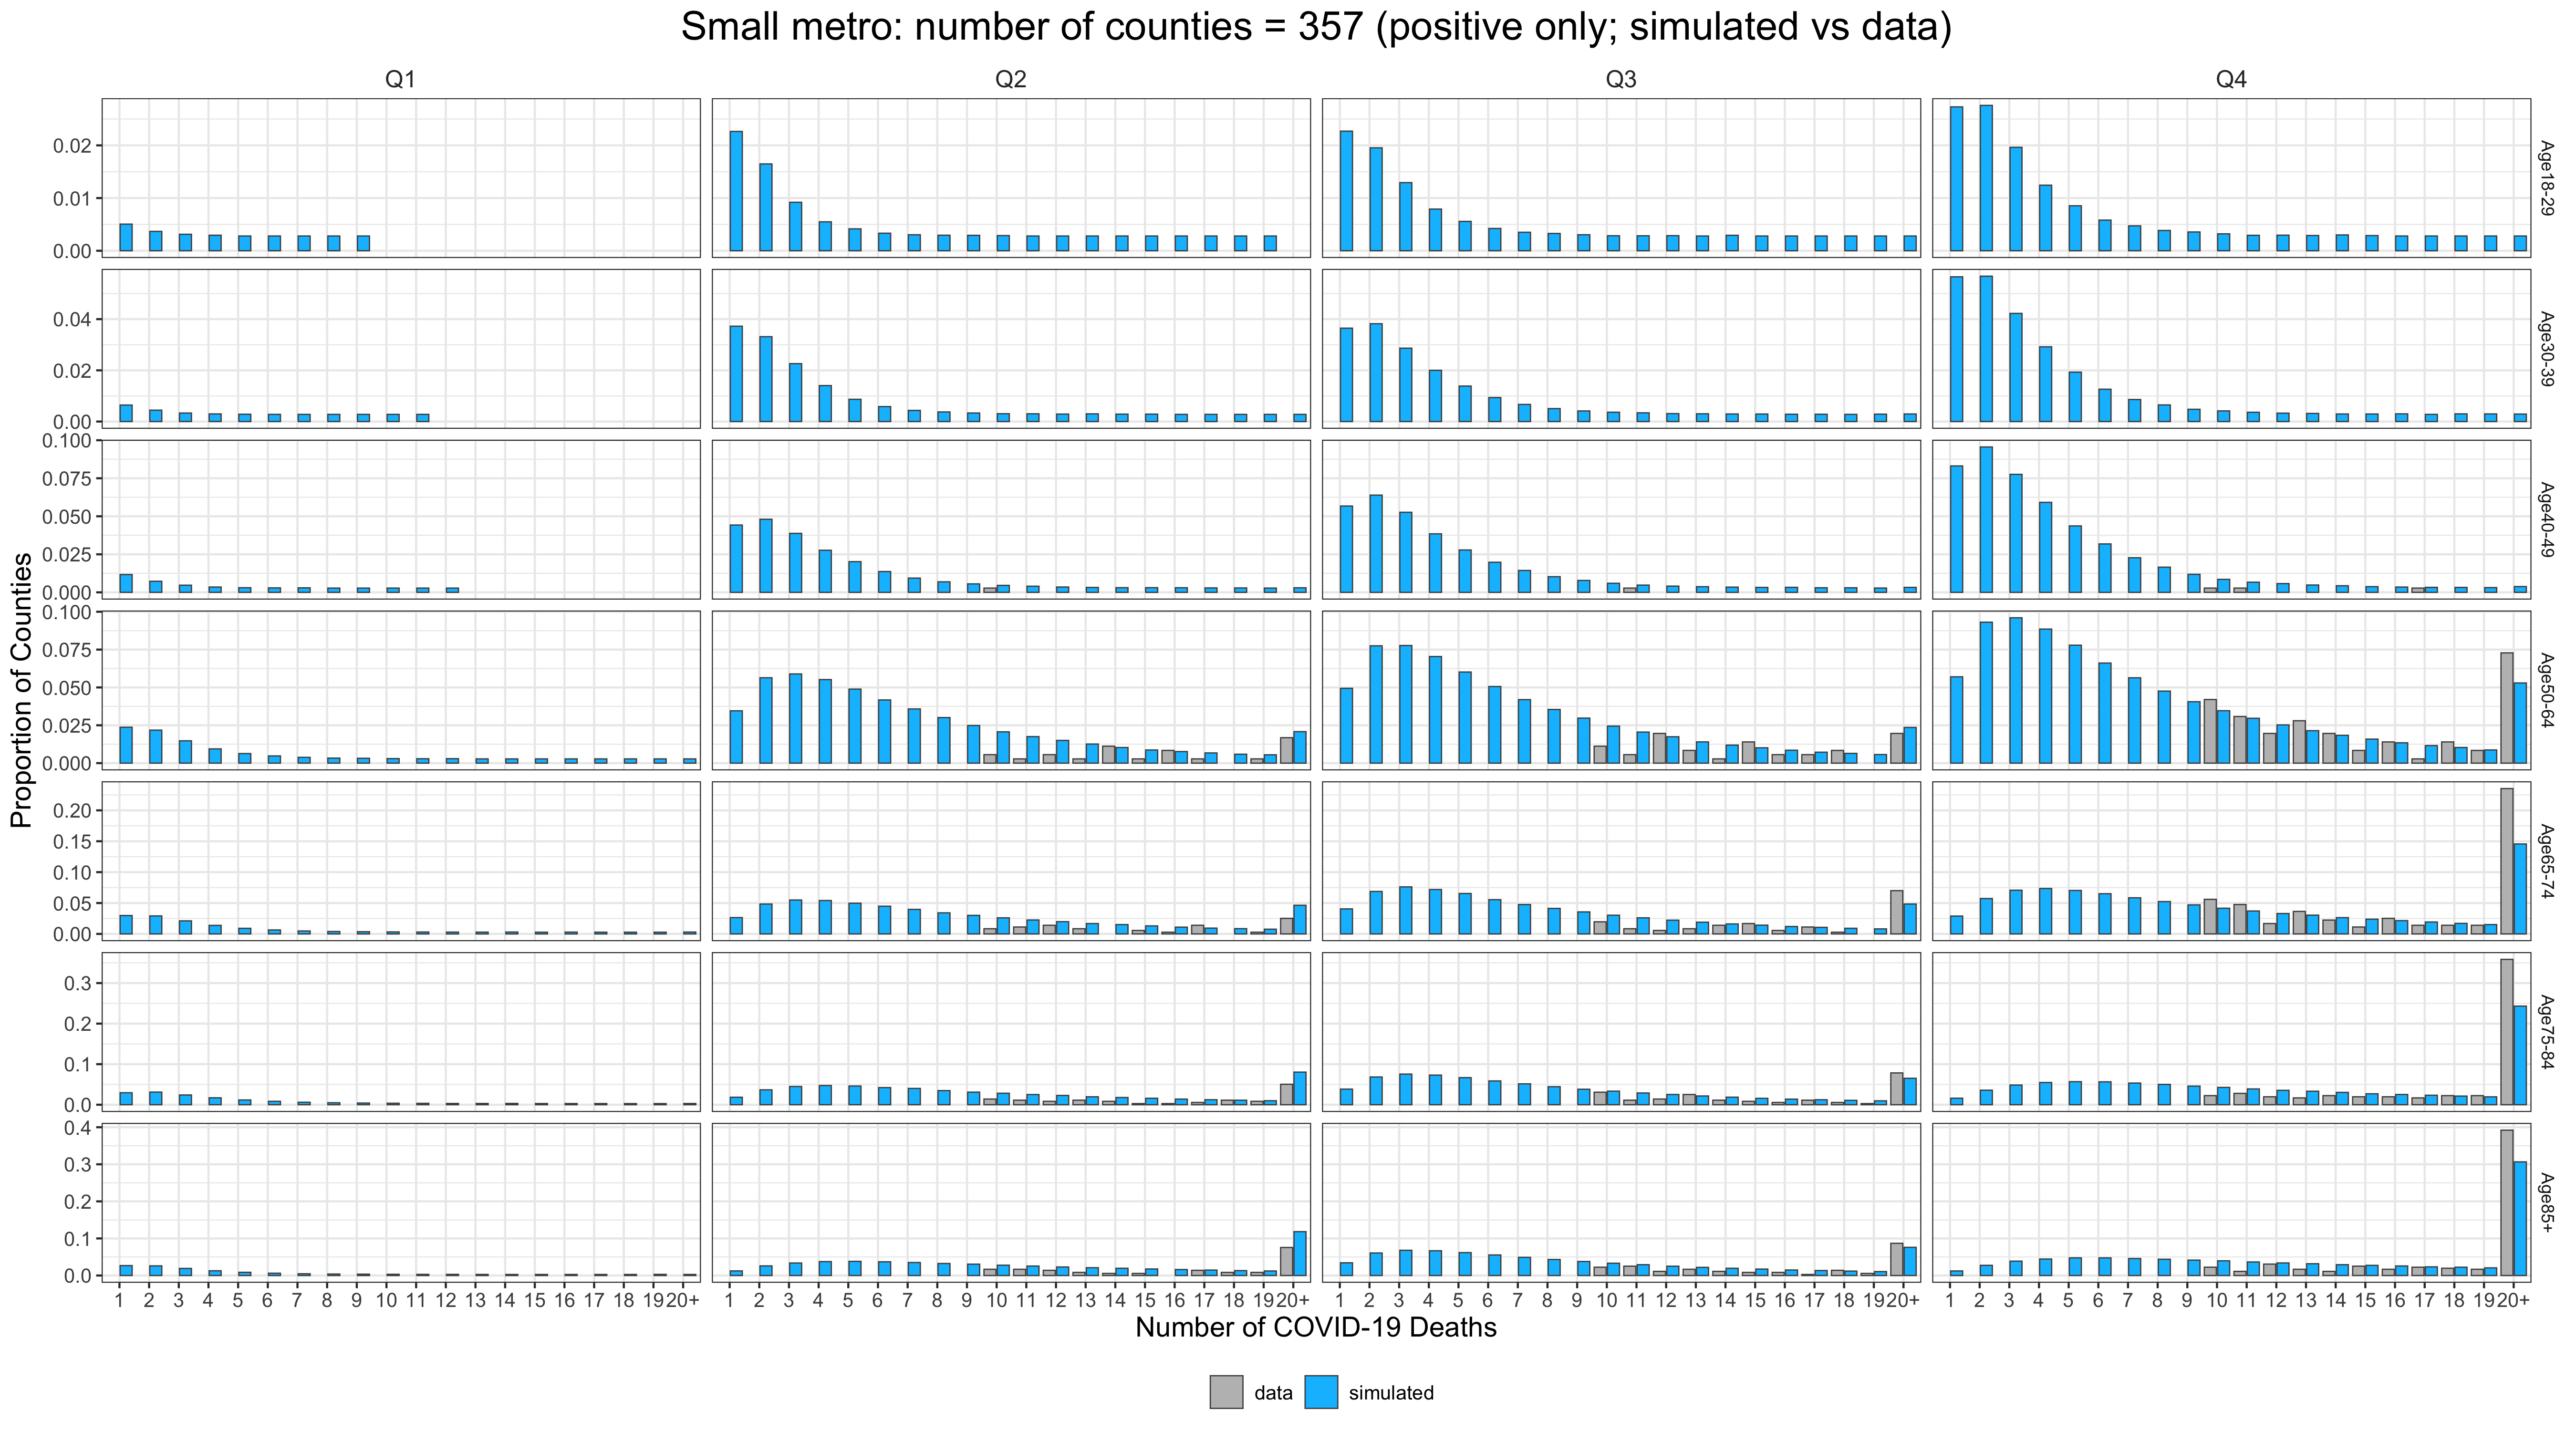 Small metro: number of counties = 357 (positive only; simulated vs data)
Q1 Q2 Q3 Q4
Proportion of Counties
0.02
0.01
0.00
Age18-29
0.04
0.02
0.00
Age30-39
0.100
0.075
0.050
0.025
0.000
Age40-49
0.100
0.075
0.050
0.025
0.000
Age50-64
0.20
0.15
0.10
0.05
0.00
Age65-74
0.3
0.2
0.1
0.0
Age75-84
0.4
0.3
0.2
0.1
0.0
Age85+
1 2 3 4 5 6 7 8 9 10 11 12 13 14 15 16 17 18 19 20+ 1 2 3 4 5 6 7 8 9 10 11 12 13 14 15 16 17 18 19 20+ 1 2 3 4 5 6 7 8 9 10 11 12 13 14 15 16 17 18 19 20+ 1 2 3 4 5 6 7 8 9 10 11 12 13 14 15 16 17 18 19 20+
Number of COVID-19 Deaths
data simulated